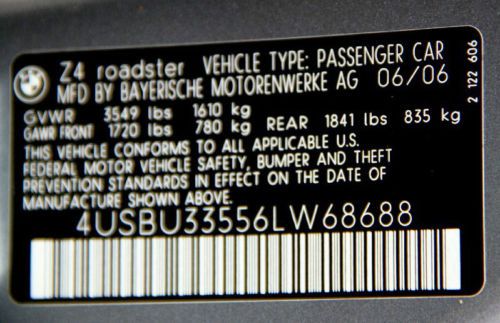 BMW
Z4 roadster VEHICLE TYPE: PASSENGER CAR
MFD BY BAYERISCHE MOTORENWERKE AG 06/06
GVWR 3549 lbs 1610 kg
GAWR FRONT 1720 lbs 780 kg REAR 1841 lbs 835 kg
THIS VEHICLE CONFORMS TO ALL APPLICABLE U.S.
FEDERAL MOTOR VEHICLE SAFETY, BUMPER AND THEFT
PREVENTION STANDARDS IN EFFECT ON THE DATE OF
MANUFACTURE SHOWN ABOVE.
4USBU33556LW68688
2 122 606